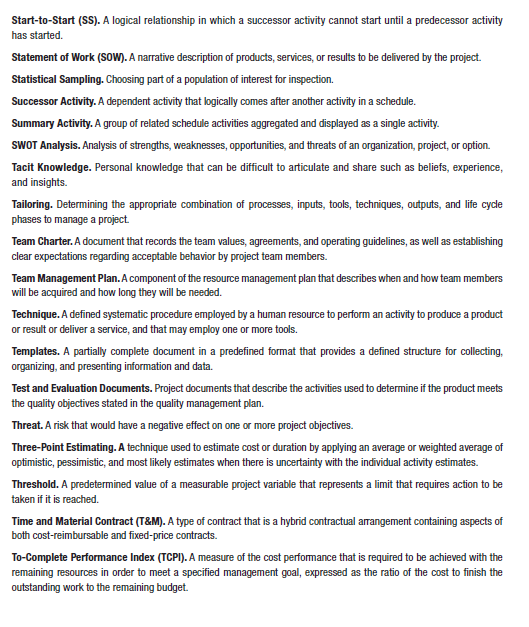 Start-to-Start (SS). A logical relationship in which a successor activity cannot start until a predecessor activity
has started.
Statement of Work (SOW). A narrative description of products, services, or results to be delivered by the project.
Statistical Sampling. Choosing part of a population of interest for inspection.
Successor Activity. A dependent activity that logically comes after another activity in a schedule.
Summary Activity. A group of related schedule activities aggregated and displayed as a single activity.
SWOT Analysis. Analysis of strengths, weaknesses, opportunities, and threats of an organization, project, or option.
Tacit Knowledge. Personal knowledge that can be difficult to articulate and share such as beliefs, experience,
and insights.
Tailoring. Determining the appropriate combination of processes, inputs, tools, techniques, outputs, and life cycle
phases to manage a project.
Team Charter. A document that records the team values, agreements, and operating guidelines, as well as establishing
clear expectations regarding acceptable behavior by project team members.
Team Management Plan. A component of the resource management plan that describes when and how team members
will be acquired and how long they will be needed.
Technique. A defined systematic procedure employed by a human resource to perform an activity to produce a product
or result or deliver a service, and that may employ one or more tools.
Templates. A partially complete document in a predefined format that provides a defined structure for collecting,
organizing, and presenting information and data.
Test and Evaluation Documents. Project documents that describe the activities used to determine if the product meets
the quality objectives stated in the quality management plan.
Threat. A risk that would have a negative effect on one or more project objectives.
Three-Point Estimating. A technique used to estimate cost or duration by applying an average or weighted average of
optimistic, pessimistic, and most likely estimates when there is uncertainty with the individual activity estimates.
Threshold. A predetermined value of a measurable project variable that represents a limit that requires action to be
taken if it is reached.
Time and Material Contract (T&M). A type of contract that is a hybrid contractual arrangement containing aspects of
both cost-reimbursable and fixed-price contracts.
To-Complete Performance Index (TCPI). A measure of the cost performance that is required to be achieved with the
remaining resources in order to meet a specified management goal, expressed as the ratio of the cost to finish the
outstanding work to the remaining budget.